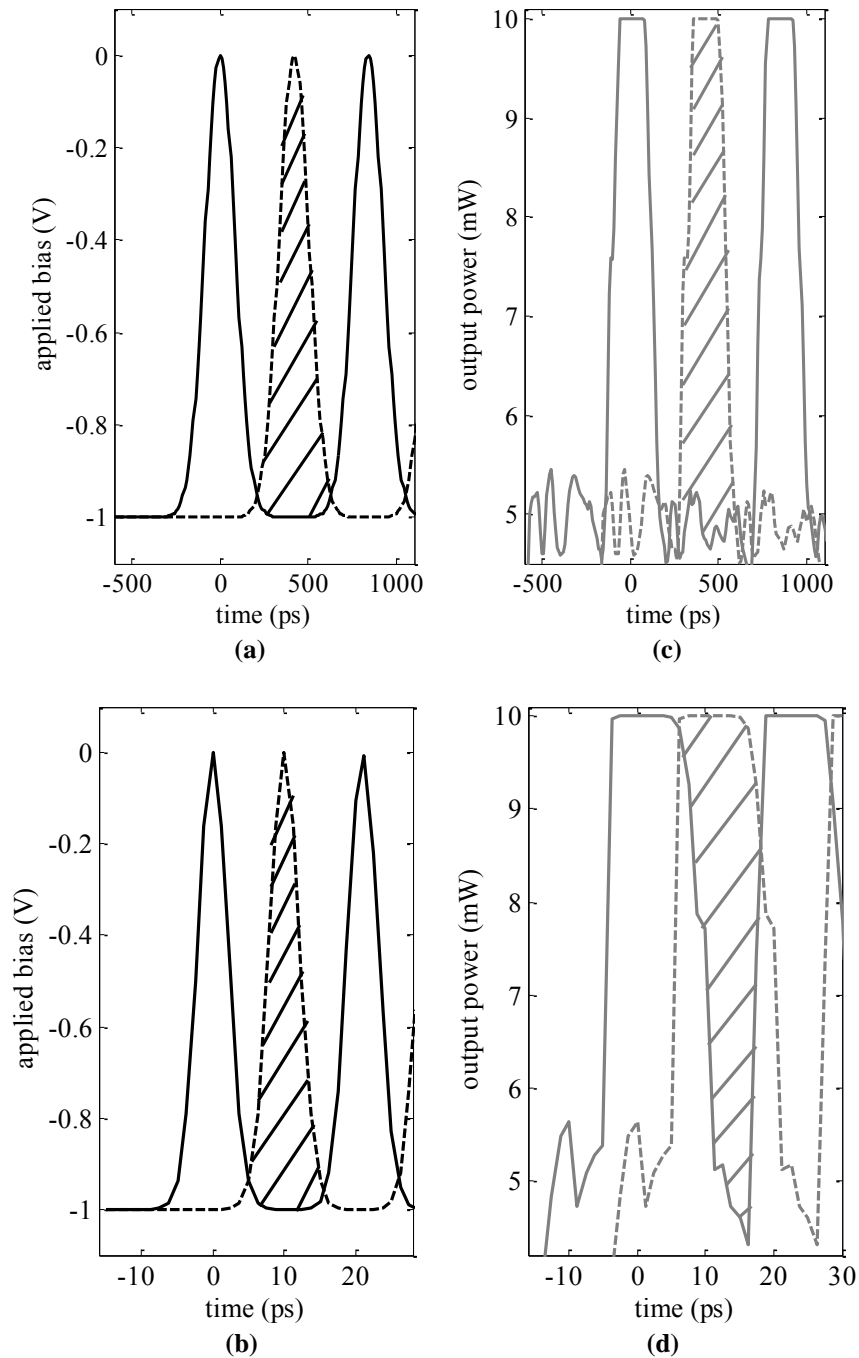 0
-0.2
-0.4
-0.6
-0.8
-1
applied bias (V)
-500 0 500 1000
time (ps)
(a)
10
9
8
7
6
5
output power (mW)
-500 0 500 1000
time (ps)
(c)
0
-0.2
-0.4
-0.6
-0.8
-1
applied bias (V)
-10 0 10 20
time (ps)
(b)
10
9
8
7
6
5
output power (mW)
-10 0 10 20 30
time (ps)
(d)